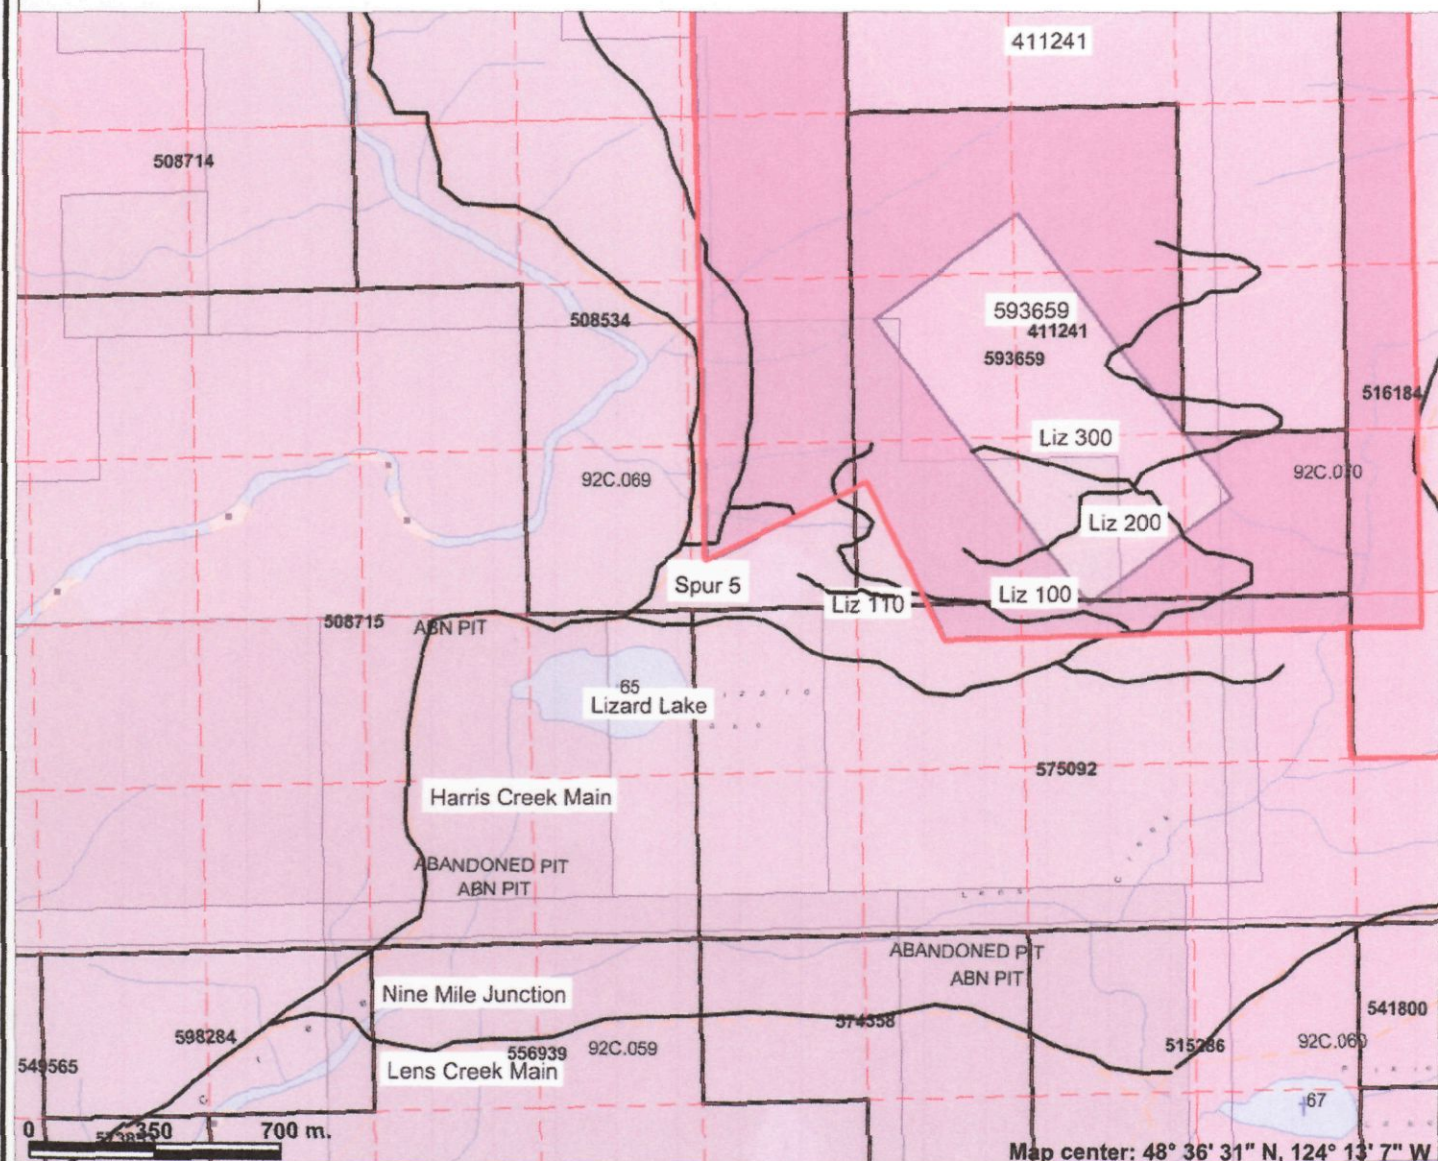 411241
508714
593659
508534
411241
593659
516184
Liz 300
92C.069
92C.070
Liz 200
Spur 5
Liz 100
Liz 110
508715
ABN PIT
65
Lizard Lake
575092
Harris Creek Main
ABANDONED PIT
ABN PIT
ABANDONED PIT
ABN PIT
Nine Mile Junction
541800
574358
598284
515286
92C.060
92C.059
556939
549565
Lens Creek Main
67
0 350 700 m.
Map center: 48° 36' 31" N, 124° 13' 7" W